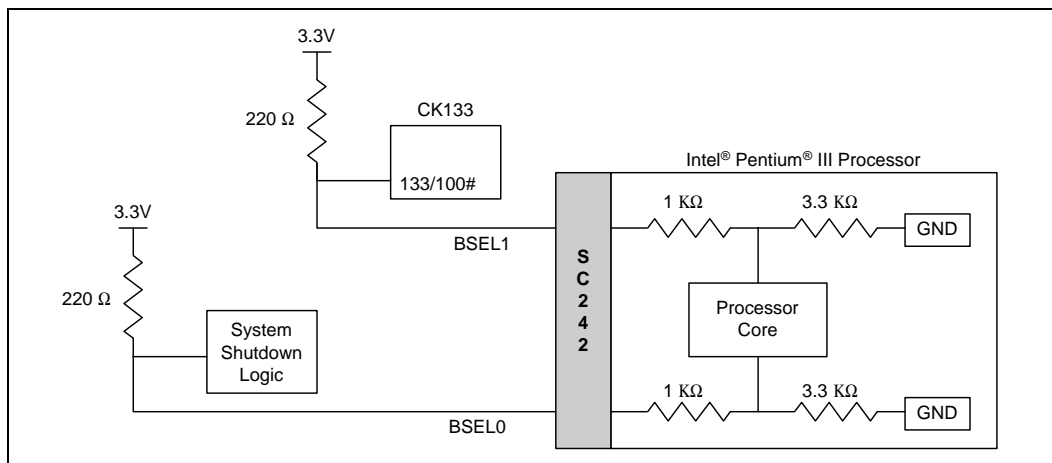 3.3V
220 Ω
CK133
133/100#
Intel® Pentium® III Processor
3.3V
220 Ω
System
Shutdown
Logic
BSEL1
BSEL0
S
C
2
4
2
1 KΩ
3.3 KΩ
GND
Processor
Core
1 KΩ
3.3 KΩ
GND